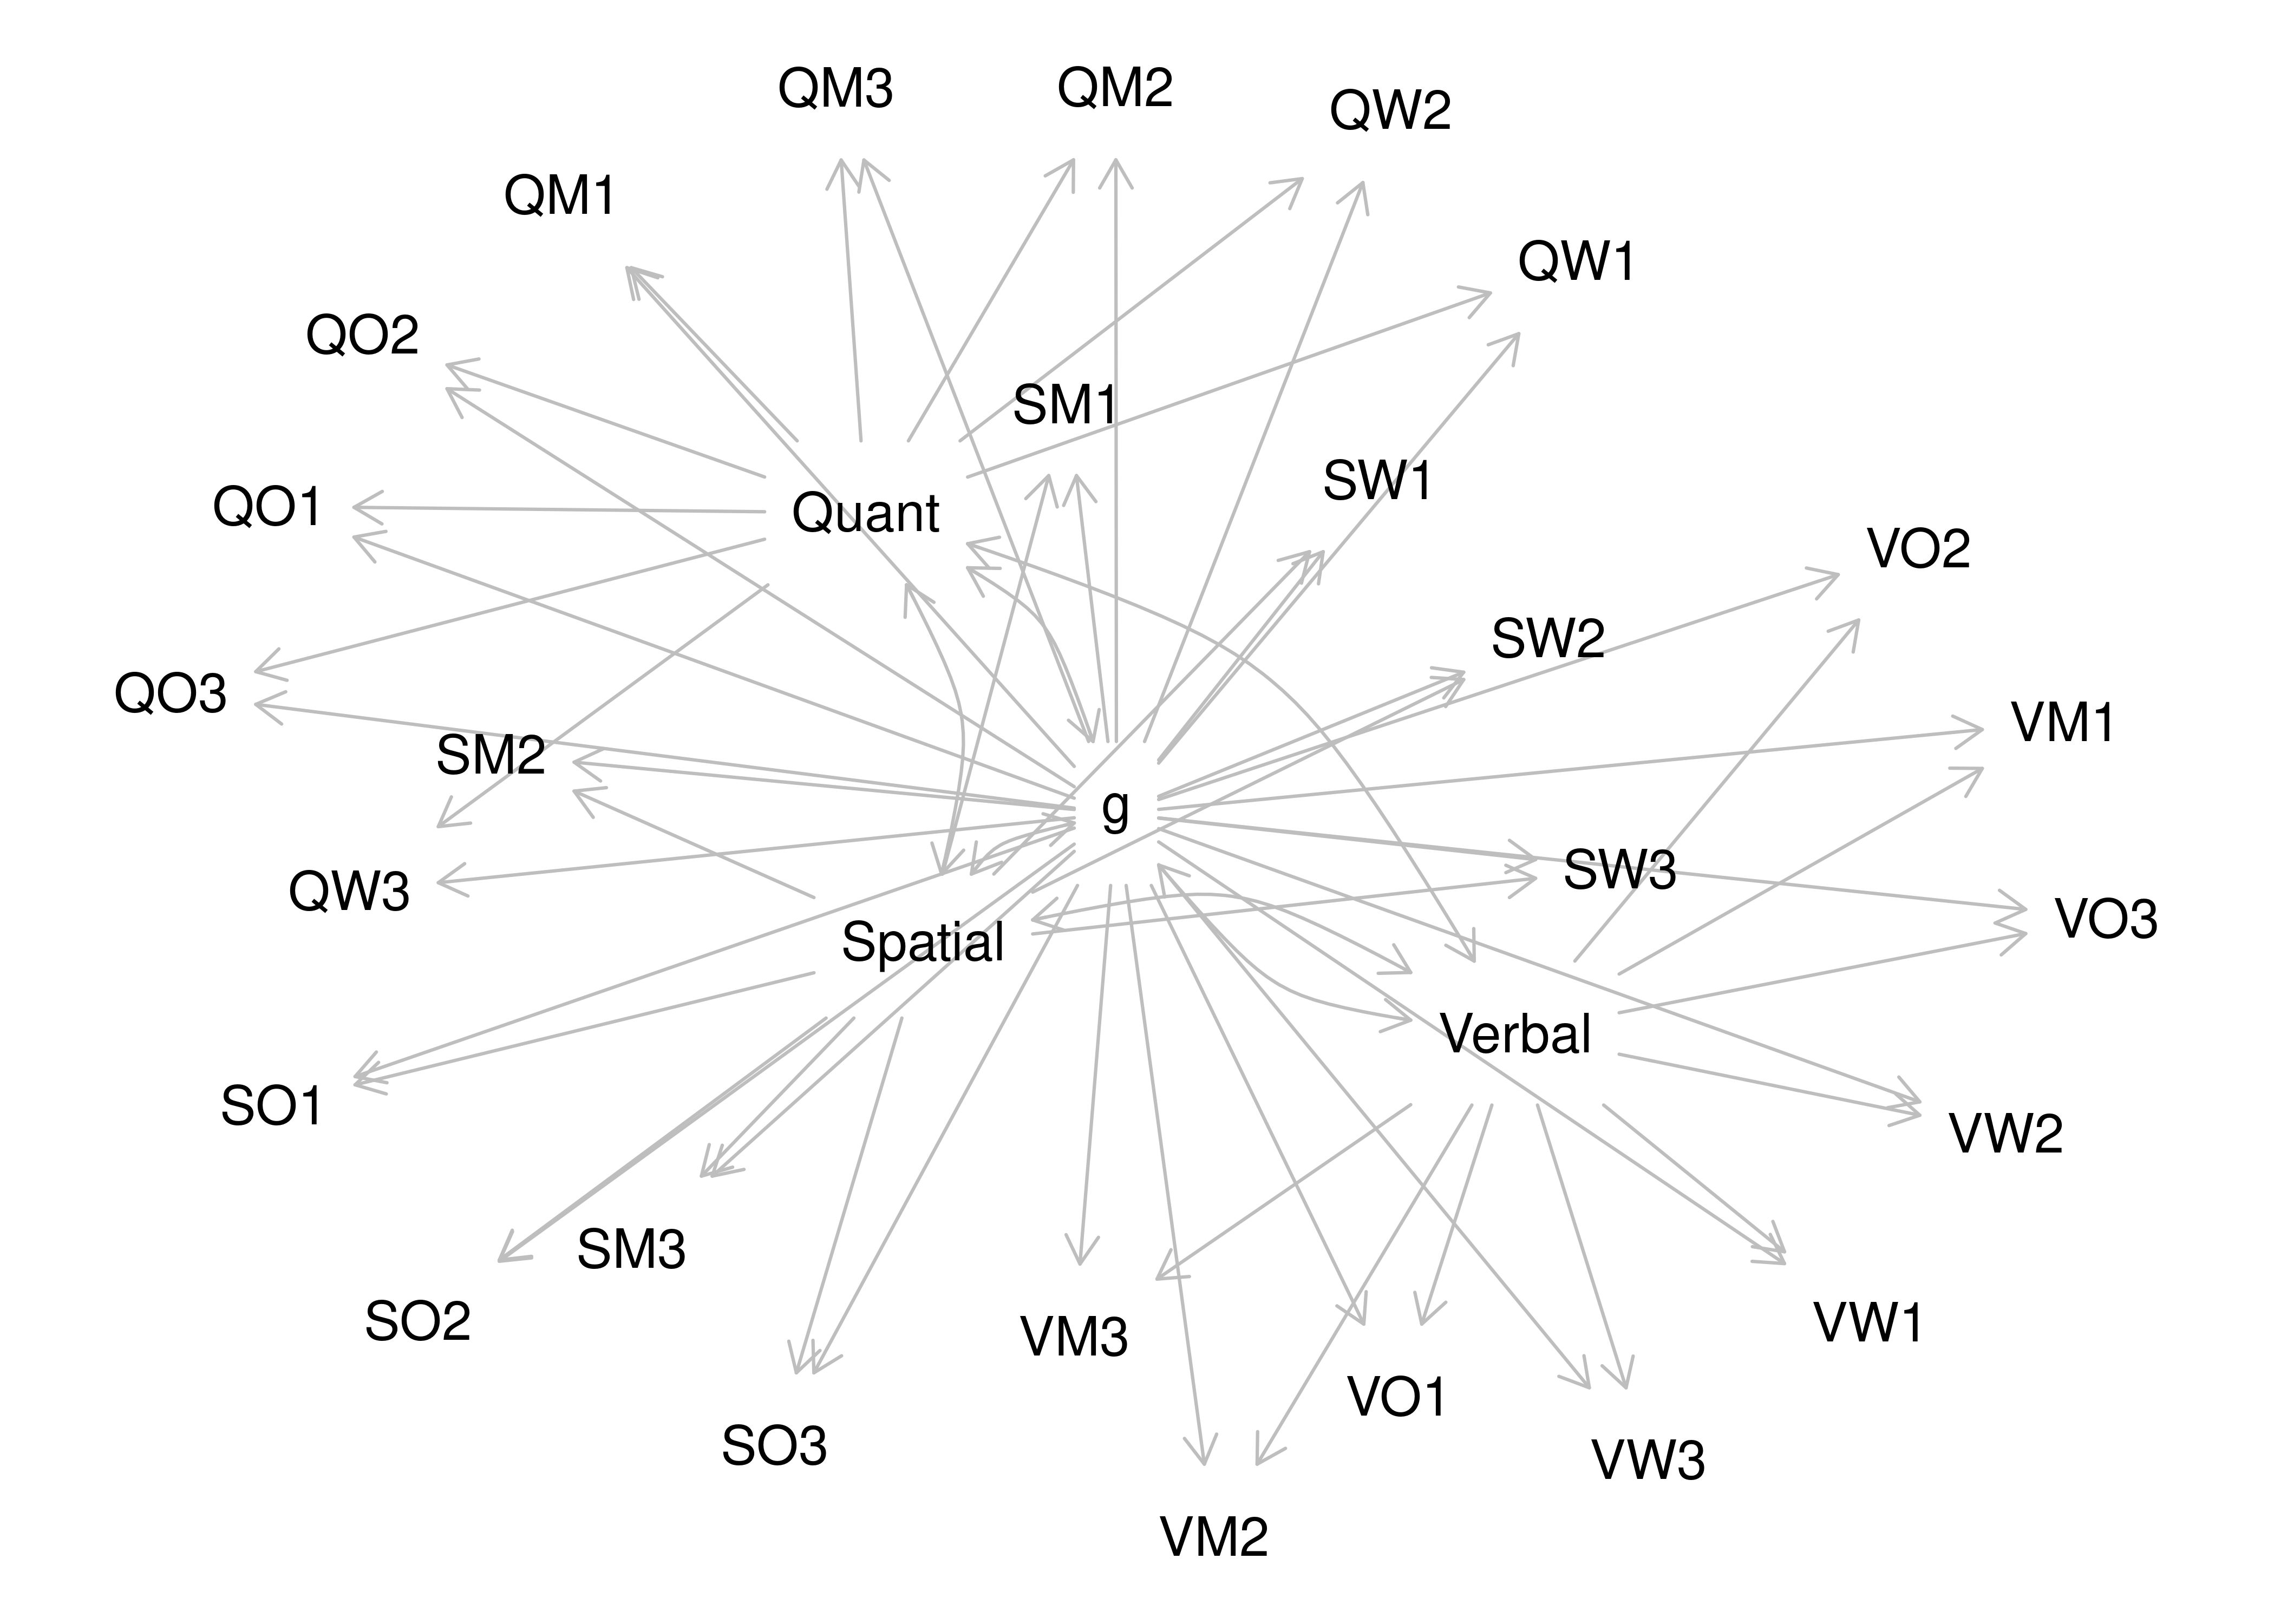 QM3
QM2
QW2
QM1
QW1
QO2
SM1
SW1
QO1
Quant
VO2
SW2
QO3
VM1
SM2
g
SW3
QW3
VO3
Spatial
Verbal
SO1
VW2
SM3
SO2
VW1
VM3
VO1
SO3
VW3
VM2